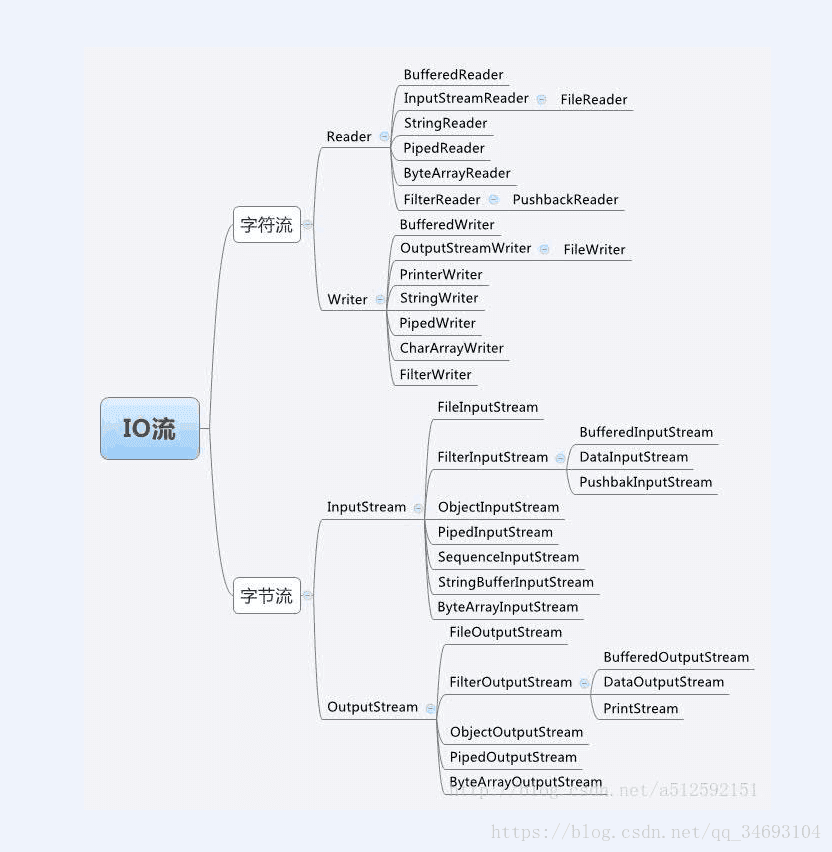 IO流
字符流
Reader
BufferedReader
InputStreamReader FileReader
StringReader
PipedReader
ByteArrayReader
FilterReader PushbackReader
Writer
BufferedWriter
OutputStreamWriter FileWriter
PrinterWriter
StringWriter
PipedWriter
CharArrayWriter
FilterWriter
字节流
InputStream
FileInputStream
FilterInputStream
BufferedInputStream
DataInputStream
PushbakInputStream
ObjectInputStream
PipedInputStream
SequenceInputStream
StringBufferInputStream
ByteArrayInputStream
OutputStream
FileOutputStream
FilterOutputStream
BufferedOutputStream
DataOutputStream
PrintStream
ObjectOutputStream
PipedOutputStream
ByteArrayOutputStream
http://blog.csdn.net/a512592151
https://blog.csdn.net/qq_34693104